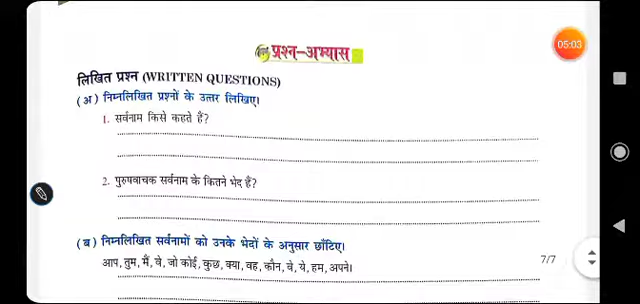 प्रश्न-अभ्यास
05:03
लिखित प्रश्न (WRITTEN QUESTIONS)
(अ) निम्नलिखित प्रश्नों के उत्तर लिखिए।
1. सर्वनाम किसे कहते हैं?
2. पुरुषवाचक सर्वनाम के कितने भेद हैं?
(ब) निम्नलिखित सर्वनामों को उनके भेदों के अनुसार छाँटिए।
7/7
आप, तुम, मैं, वे, जो कोई, कुछ, क्या, वह, कौन, वे, ये, हम, अपने।